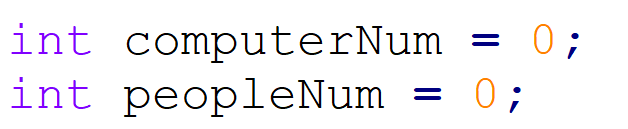 int computerNum = 0;
int peopleNum = 0;